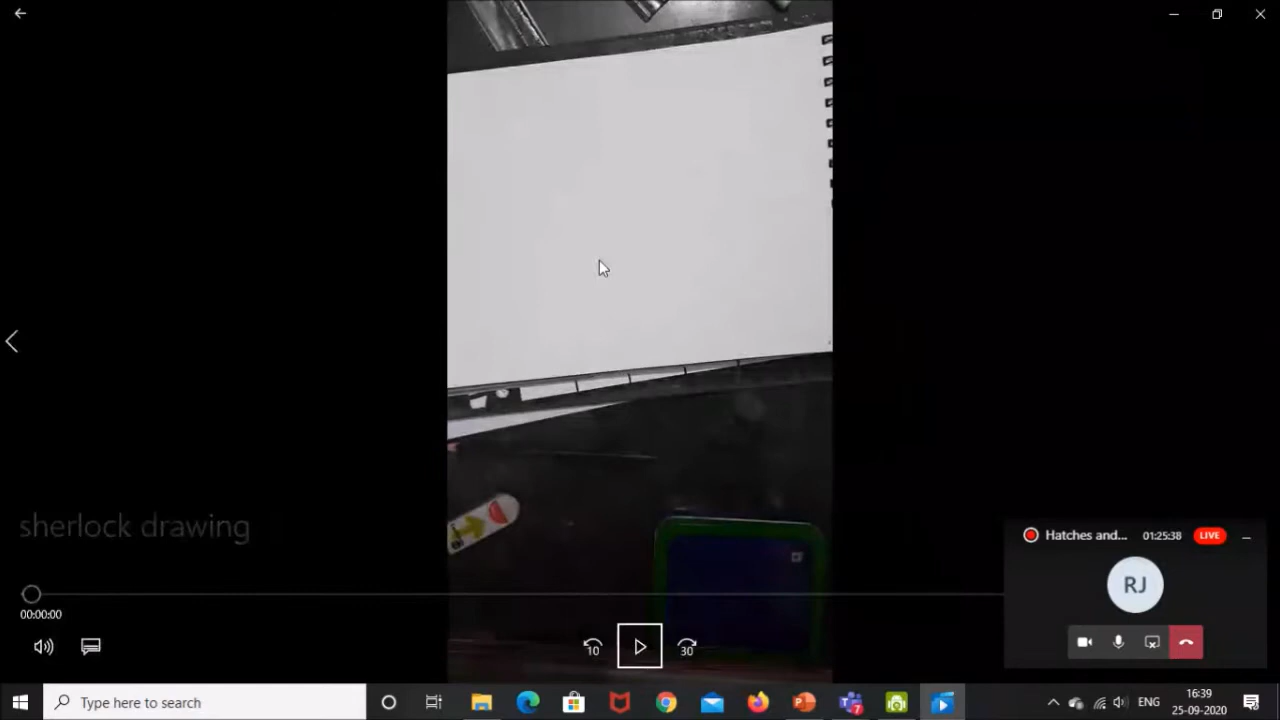 Hatches and...
01:25:38
LIVE
RJ
sherlock drawing
00:00:00
10
30
Type here to search
7
ENG
16:39
25-09-2020